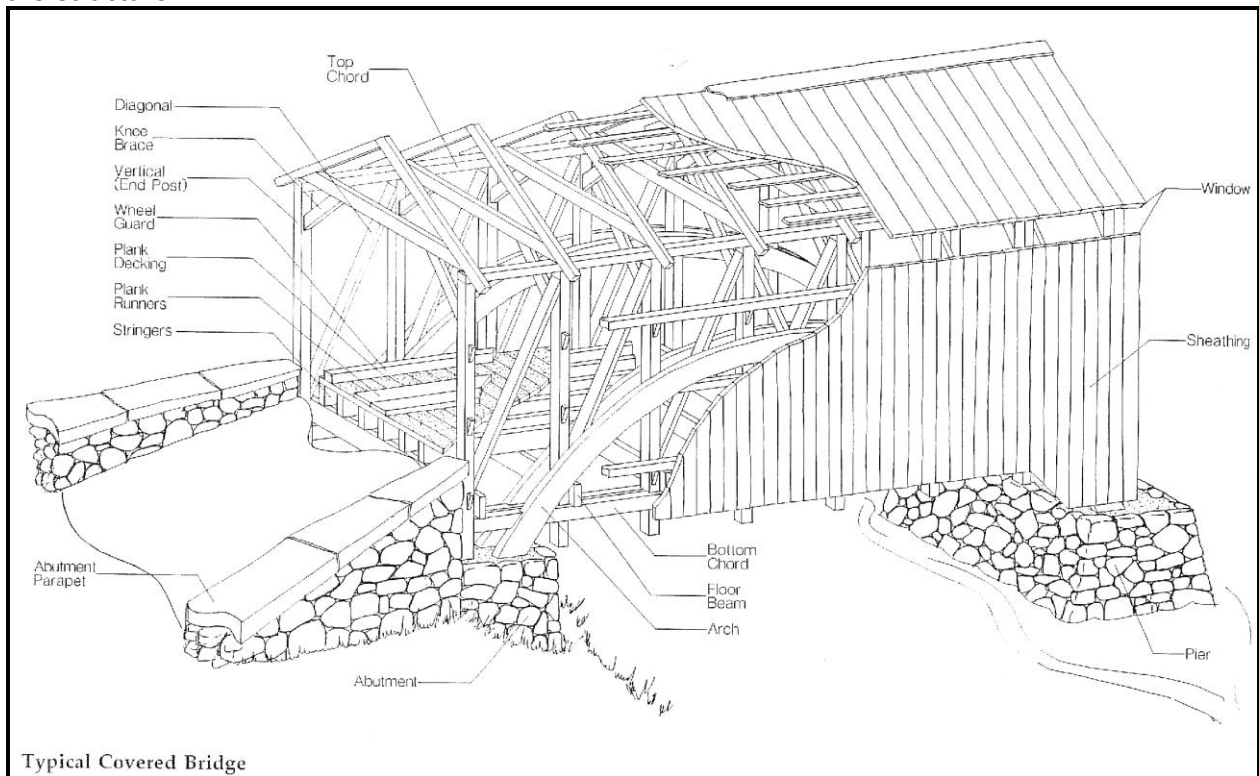 Top
Chord
Diagonal
Knee
Brace
Vertical
(End Post)
Wheel
Guard
Plank
Decking
Plank
Runners
Stringers
Window
Sheathing
Abutment
Parapet
Bottom
Chord
Floor
Beam
Arch
Pier
Abutment
Typical Covered Bridge